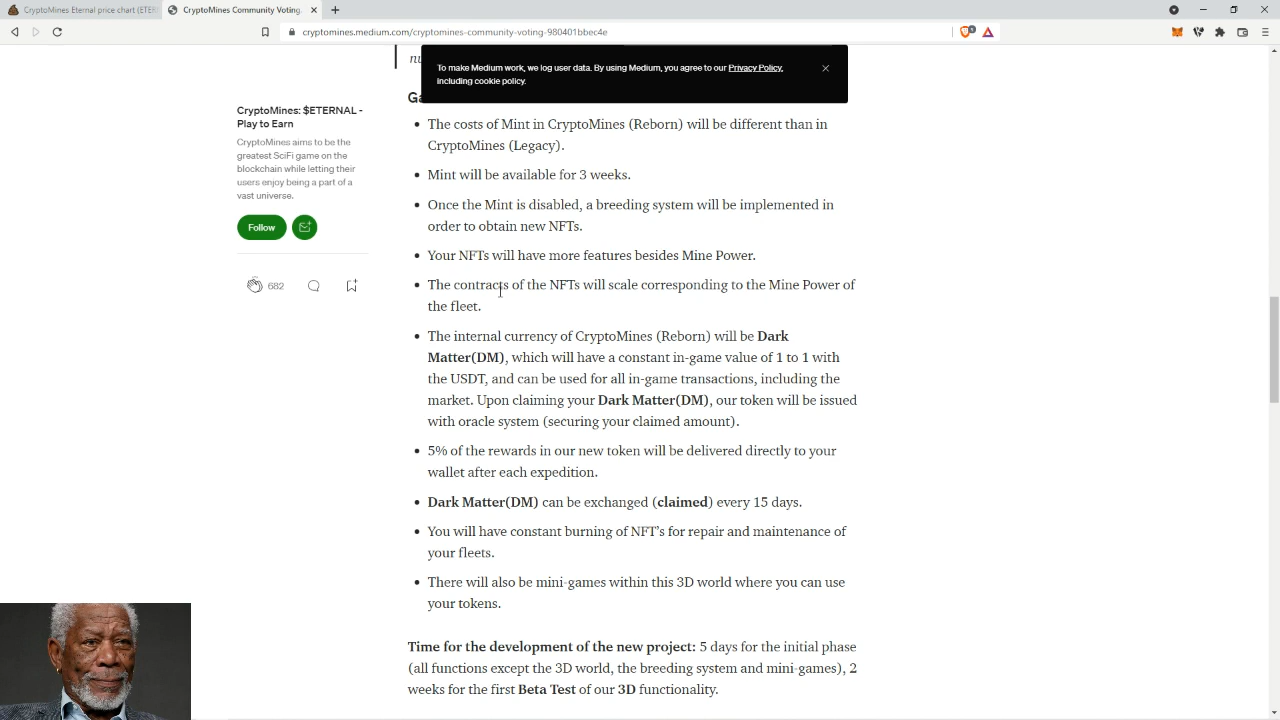 CryptoMines Eternal price chart (ETER
CryptoMines Community Voting.
cryptomines.medium.com/cryptomines-community-voting-980401bbec4e
To make Medium work, we log user data. By using Medium, you agree to our Privacy Policy,
including cookie policy.
CryptoMines: $ETERNAL -
Play to Earn
CryptoMines aims to be the
greatest SciFi game on the
blockchain while letting their
users enjoy being a part of a
vast universe.
Follow
682
• The costs of Mint in CryptoMines (Reborn) will be different than in
CryptoMines (Legacy).
• Mint will be available for 3 weeks.
• Once the Mint is disabled, a breeding system will be implemented in
order to obtain new NFTs.
• Your NFTs will have more features besides Mine Power.
• The contracts of the NFTs will scale corresponding to the Mine Power of
the fleet.
• The internal currency of CryptoMines (Reborn) will be Dark
Matter(DM), which will have a constant in-game value of 1 to 1 with
the USDT, and can be used for all in-game transactions, including the
market. Upon claiming your Dark Matter(DM), our token will be issued
with oracle system (securing your claimed amount).
• 5% of the rewards in our new token will be delivered directly to your
wallet after each expedition.
• Dark Matter(DM) can be exchanged (claimed) every 15 days.
• You will have constant burning of NFT’s for repair and maintenance of
your fleets.
• There will also be mini-games within this 3D world where you can use
your tokens.
Time for the development of the new project: 5 days for the initial phase
(all functions except the 3D world, the breeding system and mini-games), 2
weeks for the first Beta Test of our 3D functionality.